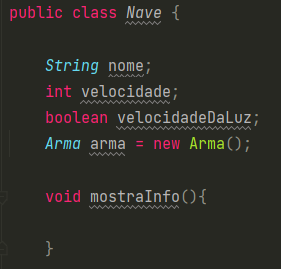 public class Nave {
String nome;
int velocidade;
boolean velocidadeDaLuz;
Arma arma = new Arma();
void mostraInfo(){
}